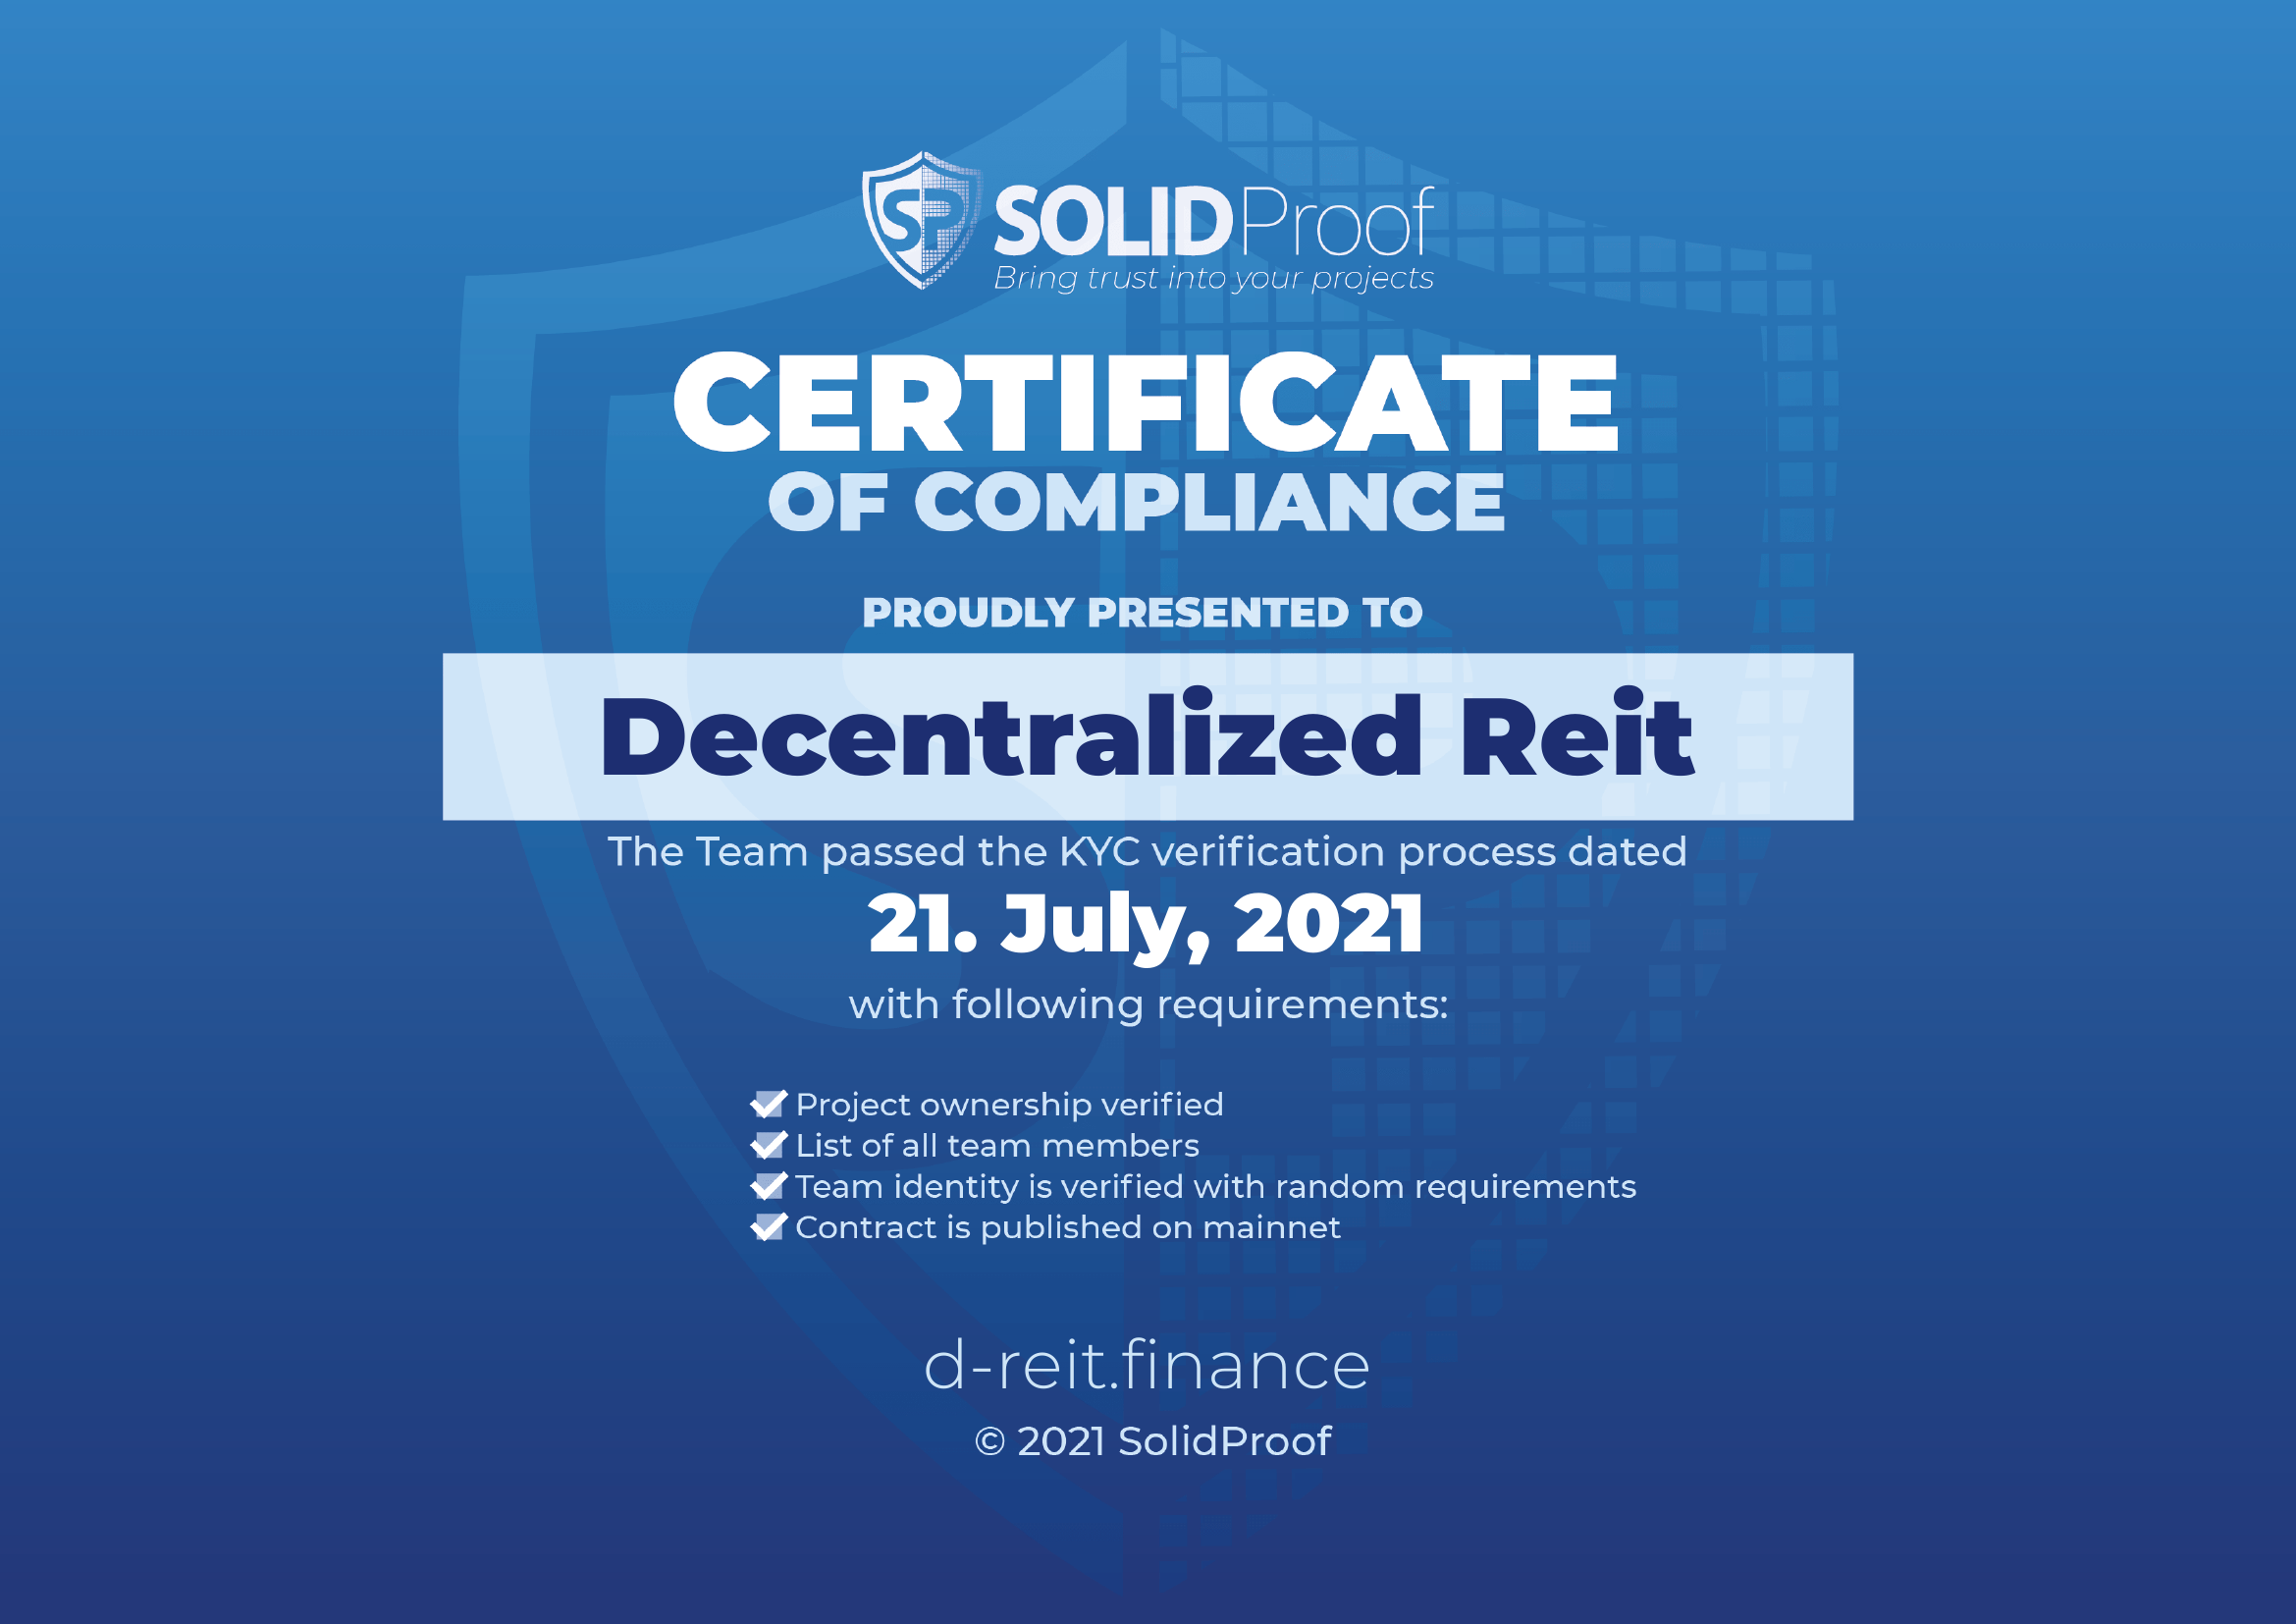 SP SOLIDProof
Bring trust into your projects
CERTIFICATE
OF COMPLIANCE
PROUDLY PRESENTED TO
Decentralized Reit
The Team passed the KYC verification process dated
21. July, 2021
with following requirements:
Project ownership verified
List of all team members
Team identity is verified with random requirements
Contract is published on mainnet
d-reit.finance
© 2021 SolidProof